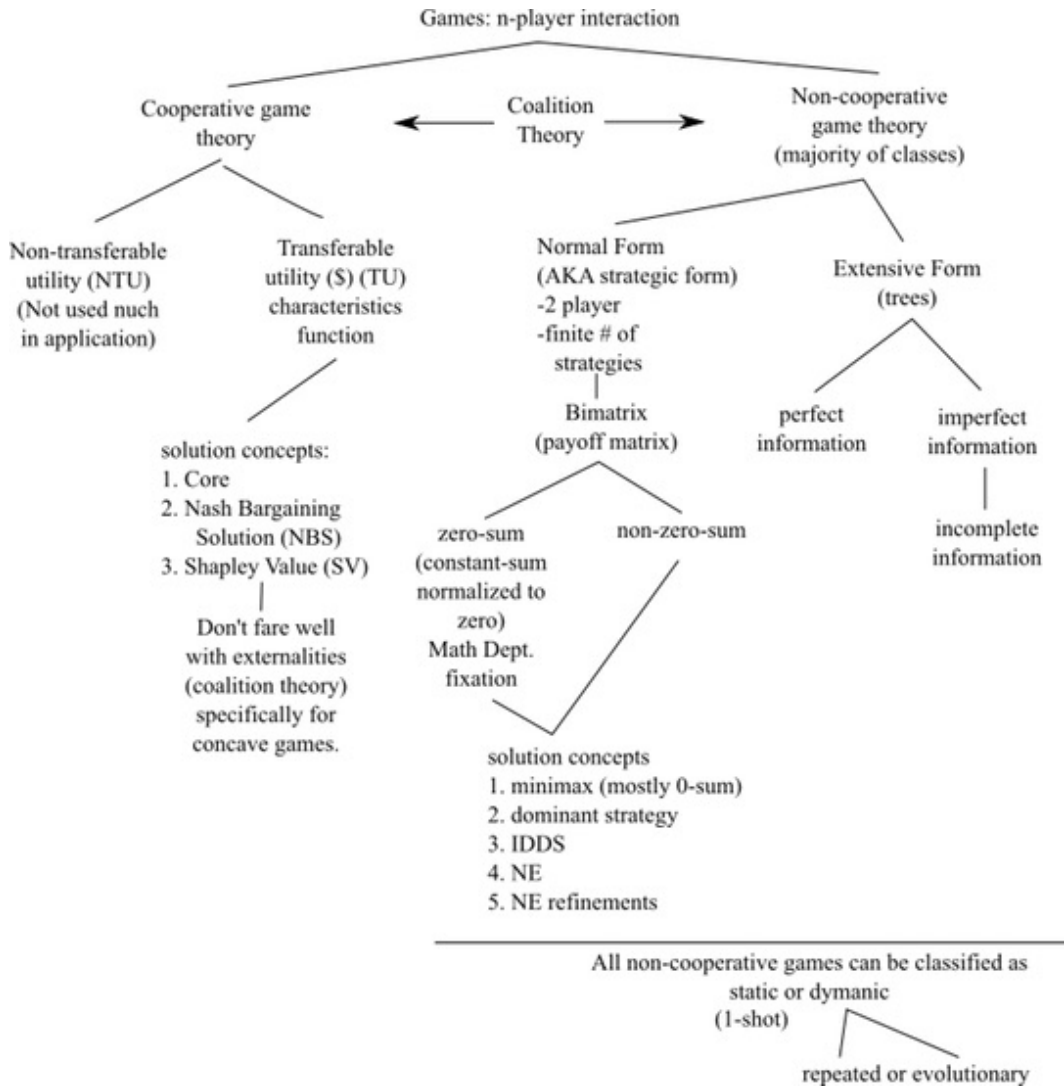 Games: n-player interaction
Cooperative game
theory
Coalition
Theory
Non-cooperative
game theory
(majority of classes)
Non-transferable
utility (NTU)
(Not used nuch
in application)
Transferable
utility ($) (TU)
characteristics
function
Normal Form
(AKA strategic form)
-2 player
-finite # of
strategies
Extensive Form
(trees)
Bimatrix
(payoff matrix)
perfect
information
imperfect
information
solution concepts:
1. Core
2. Nash Bargaining
Solution (NBS)
3. Shapley Value (SV)
zero-sum
(constant-sum
normalized to
zero)
Math Dept.
fixation
non-zero-sum
incomplete
information
Don't fare well
with externalities
(coalition theory)
specifically for
concave games.
solution concepts
1. minimax (mostly 0-sum)
2. dominant strategy
3. IDDS
4. NE
5. NE refinements
All non-cooperative games can be classified as
static or dymanic
(1-shot)
repeated or evolutionary